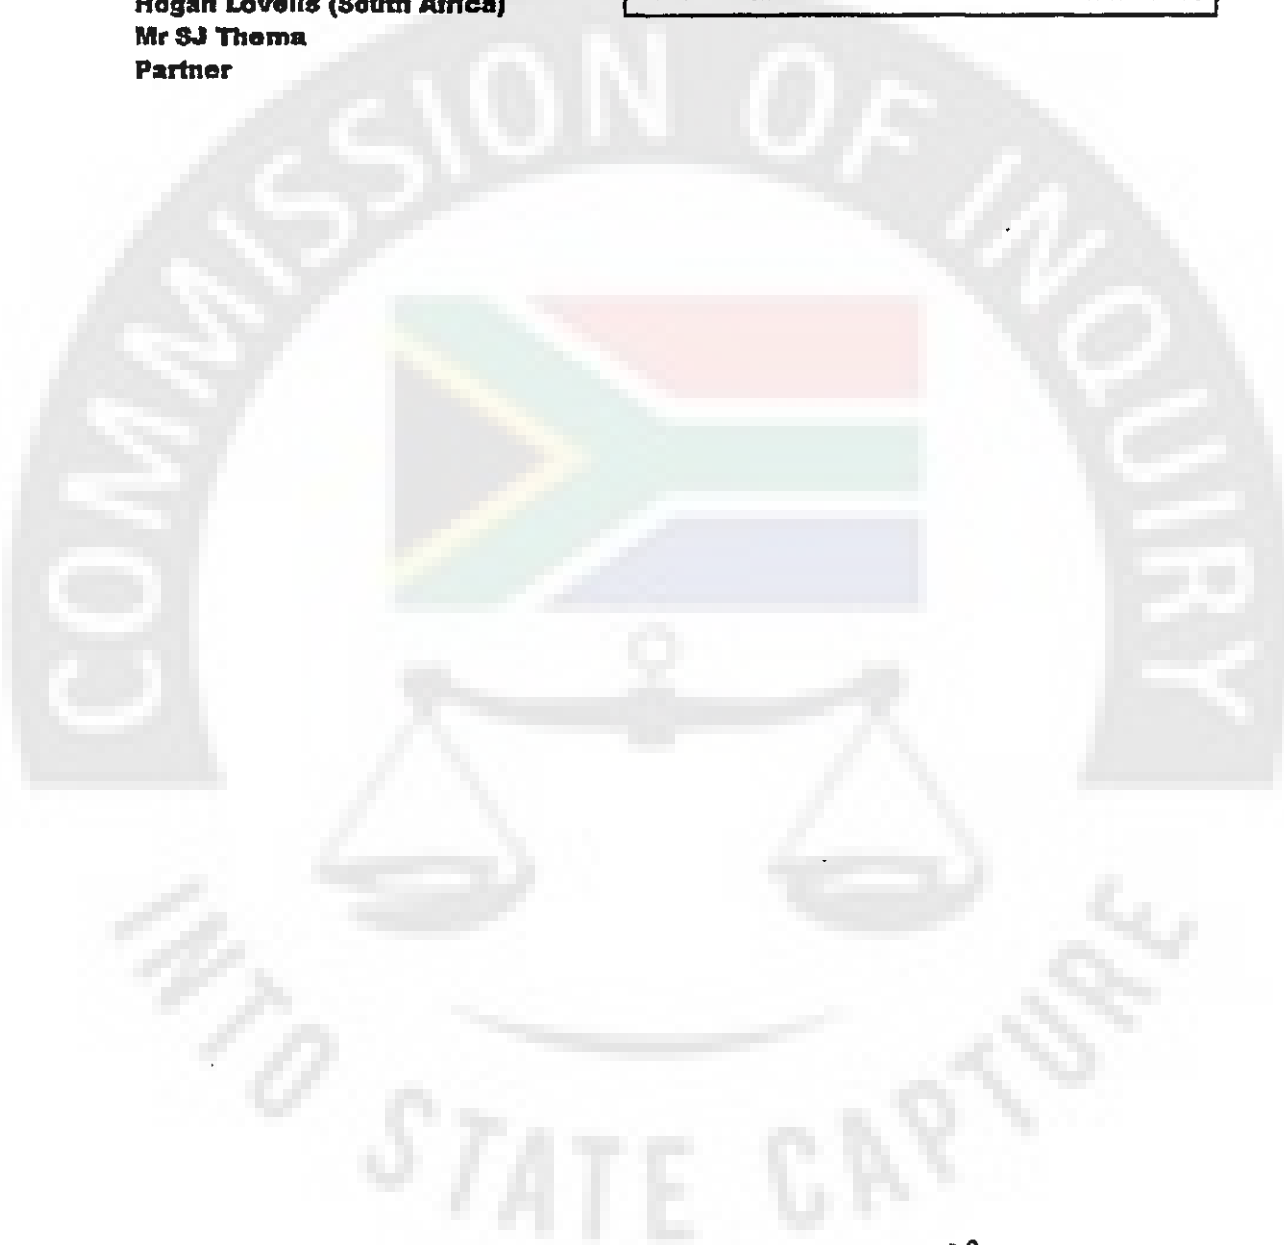 Hogan Lovells (South Africa)
Mr SJ Thema
Partner
COMMISSION OF INQUIRY
INTO STATE CAPTURE